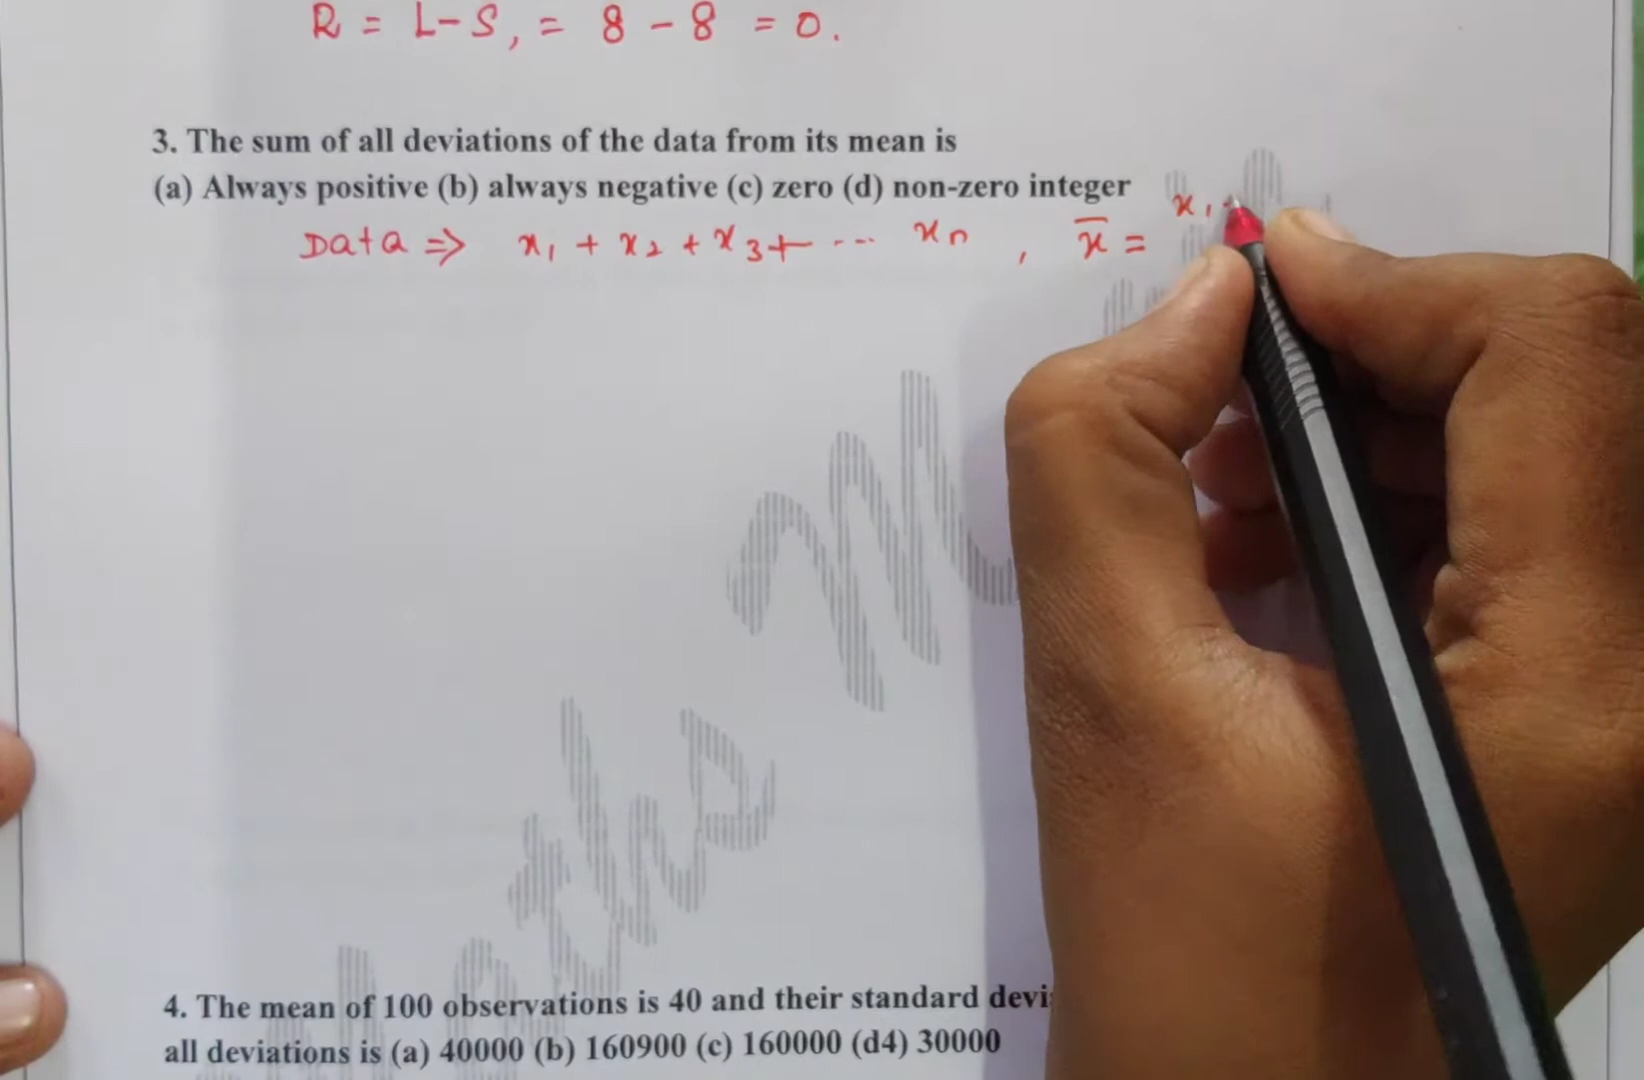 R = L - S, = 8 - 8 = 0.
3. The sum of all deviations of the data from its mean is
(a) Always positive (b) always negative (c) zero (d) non-zero integer
Data ⇒ x₁ + x₂ + x₃ + --- xₙ , x̄ = x₁ +
4. The mean of 100 observations is 40 and their standard devi
all deviations is (a) 40000 (b) 160900 (c) 160000 (d4) 30000